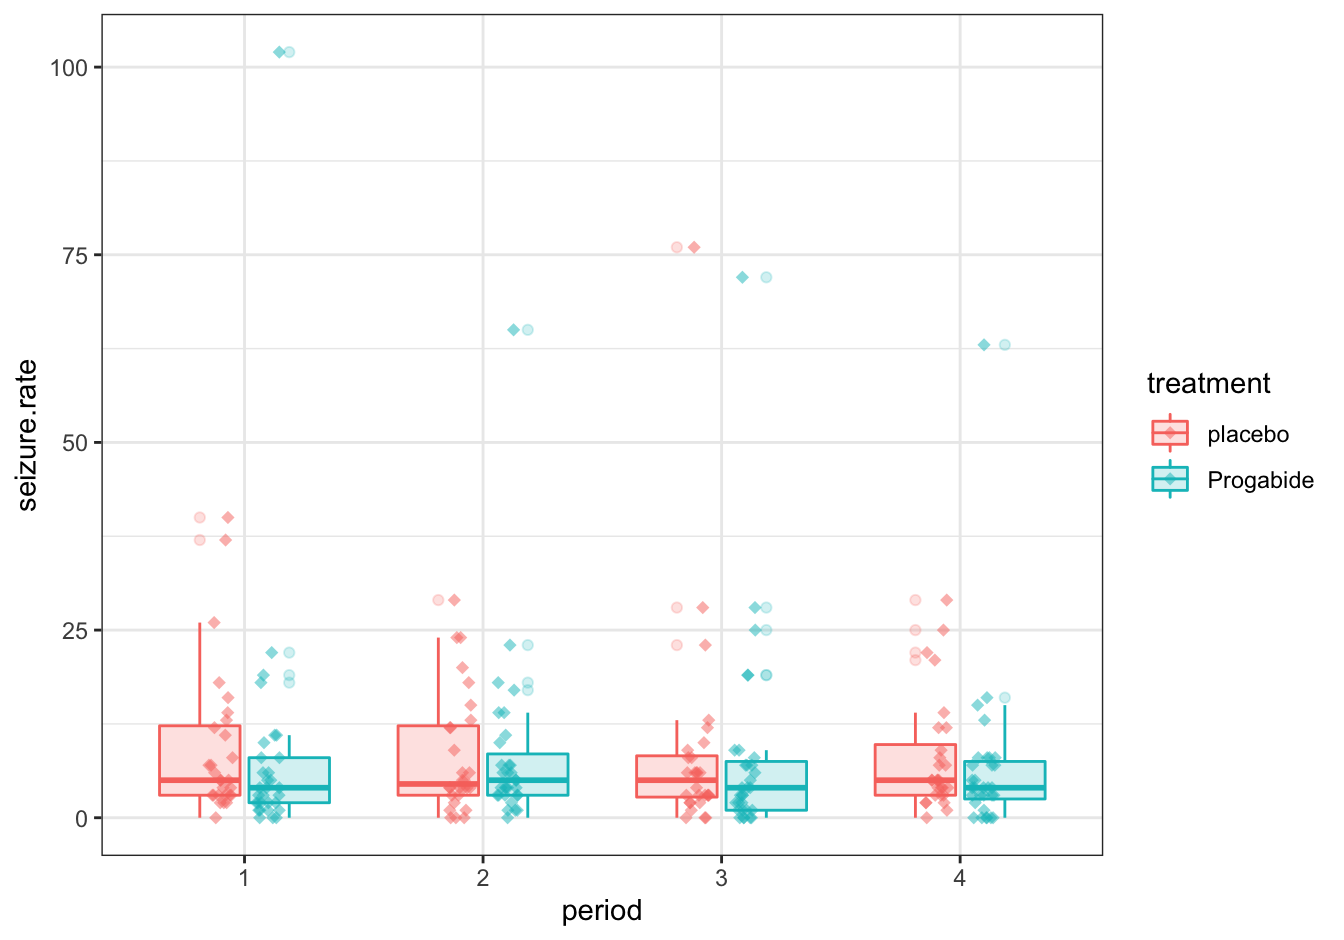 100
75
50
25
0
seizure.rate
1 2 3 4
period
treatment
placebo
Progabide